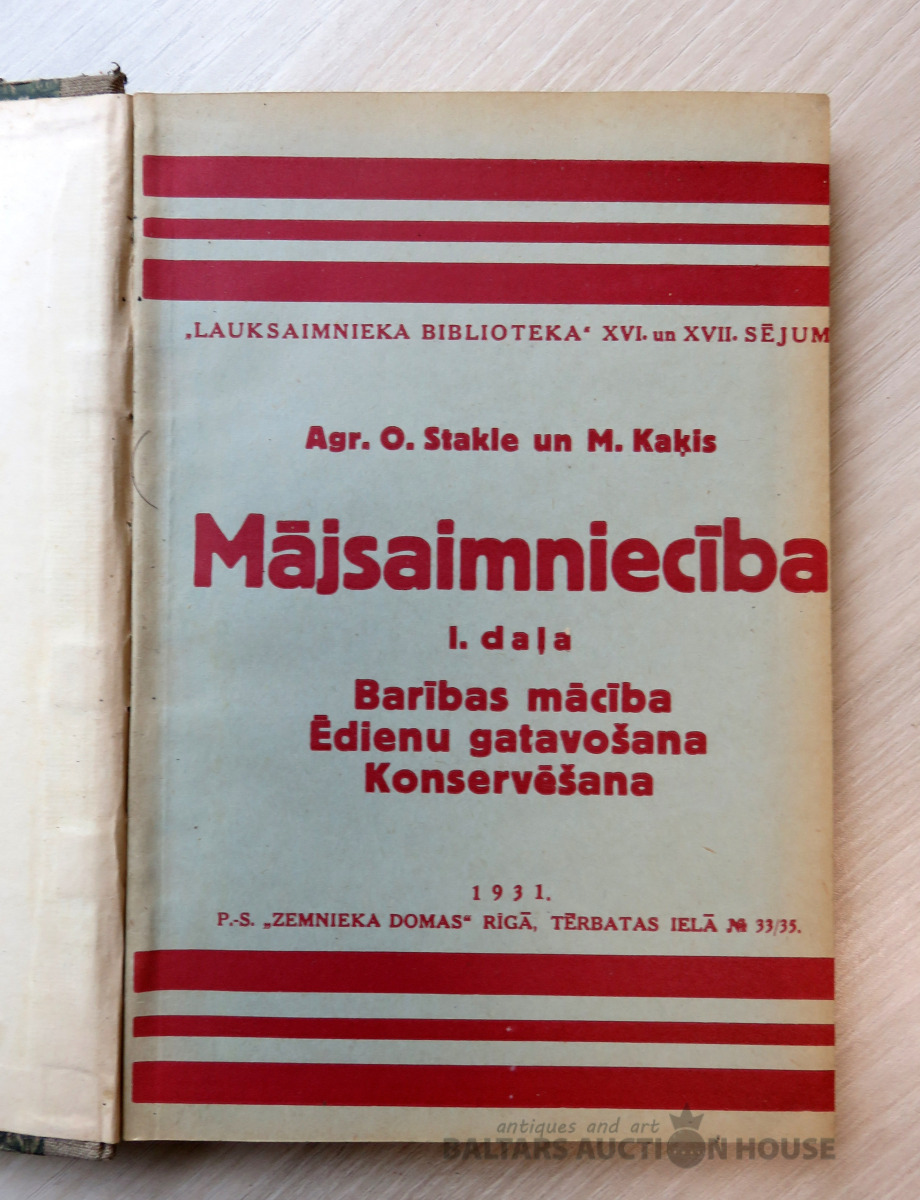 „LAUKSAIMNIEKA BIBLIOTEKA“ XVI. un XVII. SĒJUM
Agr. O. Stakle un M. Kaķis
Mājsaimniecība
I. daļa
Barības mācība
Ēdienu gatavošana
Konservēšana
1931.
P.-S. „ZEMNIEKA DOMAS“ RĪGĀ, TĒRBATAS IELĀ № 33/35.
antiques and art
BALTARS AUCTION HOUSE